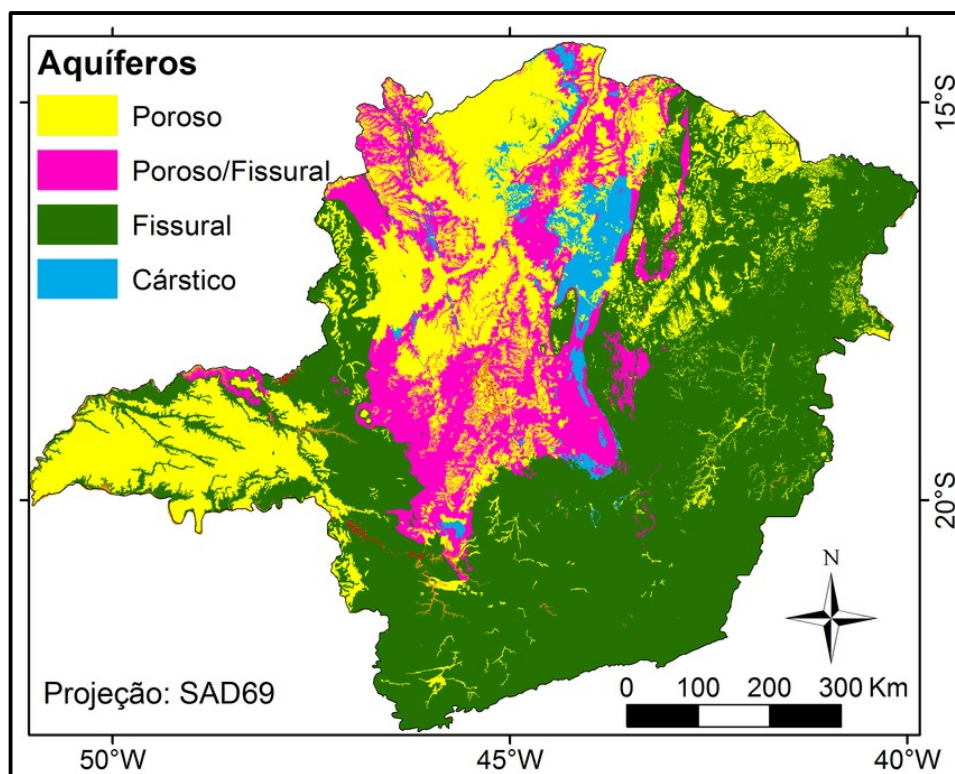 Aquíferos
Poroso
Poroso/Fissural
Fissural
Cárstico
15°S
20°S
N
Projeção: SAD69
0 100 200 300 Km
50°W 45°W 40°W